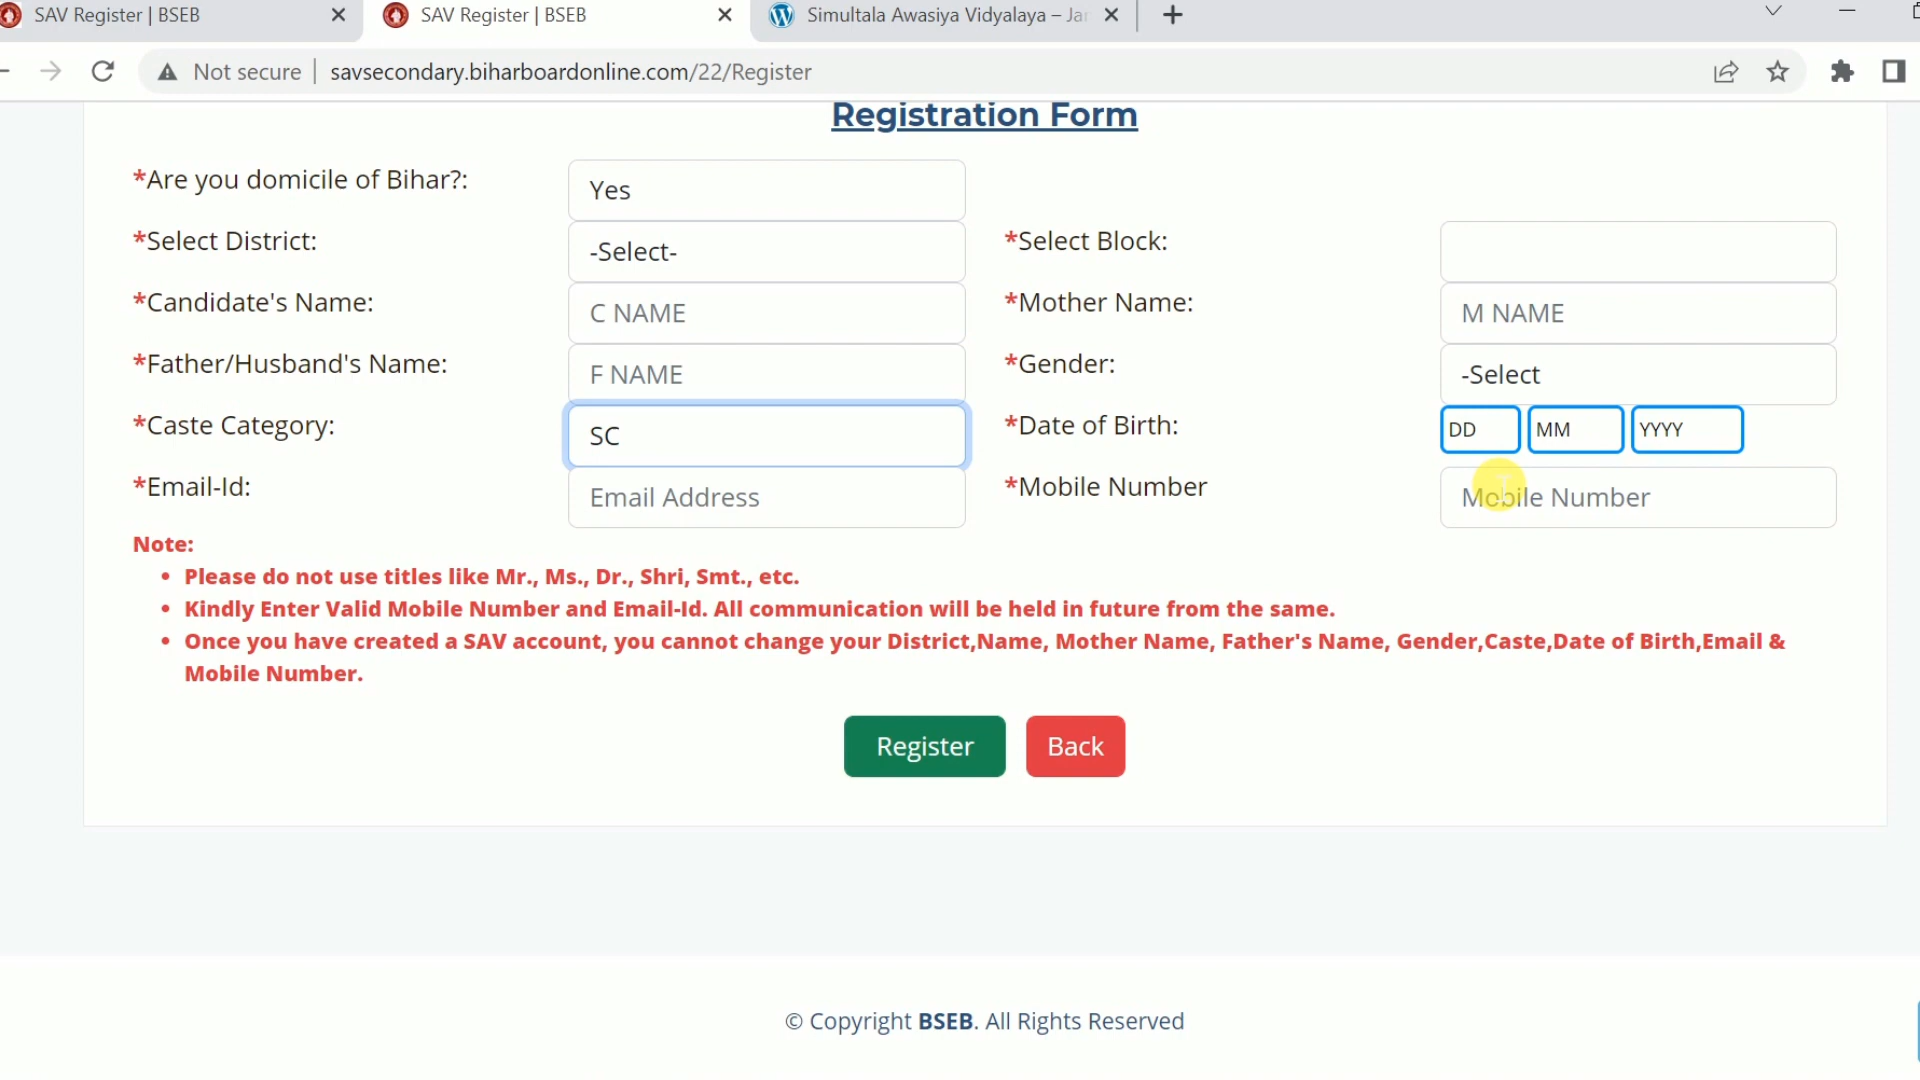 SAV Register | BSEB
SAV Register | BSEB
Simultala Awasiya Vidyalaya – Jar
Not secure | savsecondary.biharboardonline.com/22/Register
Registration Form
*Are you domicile of Bihar?: Yes
*Select District: -Select- *Select Block:
*Candidate's Name: C NAME *Mother Name: M NAME
*Father/Husband's Name: F NAME *Gender: -Select
*Caste Category: SC *Date of Birth: DD MM YYYY
*Email-Id: Email Address *Mobile Number Mobile Number
Note:
• Please do not use titles like Mr., Ms., Dr., Shri, Smt., etc.
• Kindly Enter Valid Mobile Number and Email-Id. All communication will be held in future from the same.
• Once you have created a SAV account, you cannot change your District,Name, Mother Name, Father's Name, Gender,Caste,Date of Birth,Email &
Mobile Number.
Register Back
© Copyright BSEB. All Rights Reserved